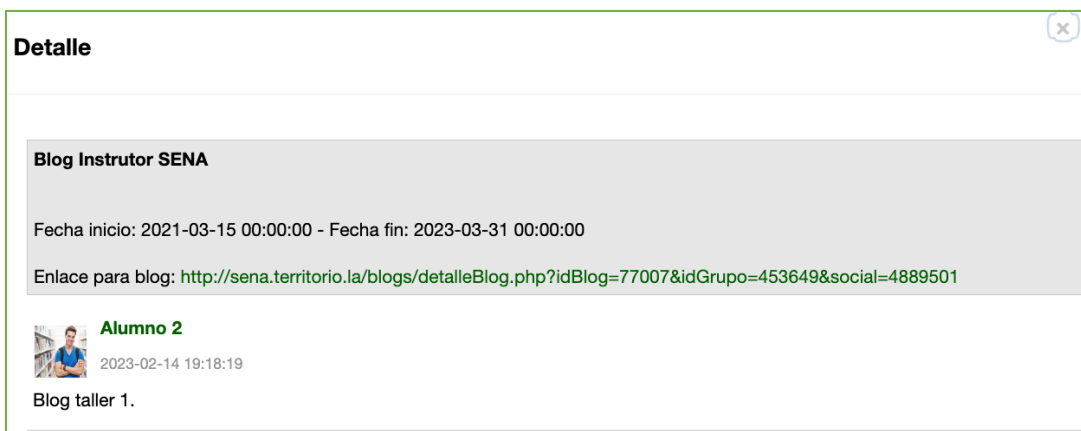 Detalle
Blog Instrutor SENA
Fecha inicio: 2021-03-15 00:00:00 - Fecha fin: 2023-03-31 00:00:00
Enlace para blog: http://sena.territorio.la/blogs/detalleBlog.php?idBlog=77007&idGrupo=453649&social=4889501
Alumno 2
2023-02-14 19:18:19
Blog taller 1.